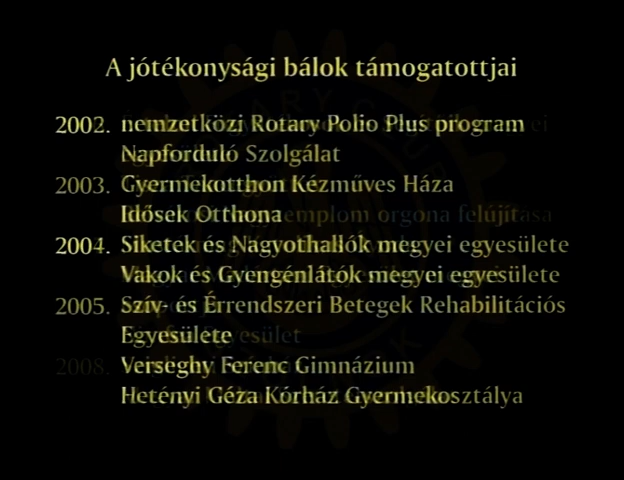 A jótékonysági bálok támogatottjai
2002. nemzetközi Rotary Polio Plus program
Napforduló Szolgálat
2003. Gyermekotthon Kézműves Háza
Idősek Otthona
2004. Siketek és Nagyothallók megyei egyesülete
Vakok és Gyengénlátók megyei egyesülete
2005. Szív- és Érrendszeri Betegek Rehabilitációs
Egyesülete
2008. Verseghy Ferenc Gimnázium
Hetényi Géza Kórház Gyermekosztálya